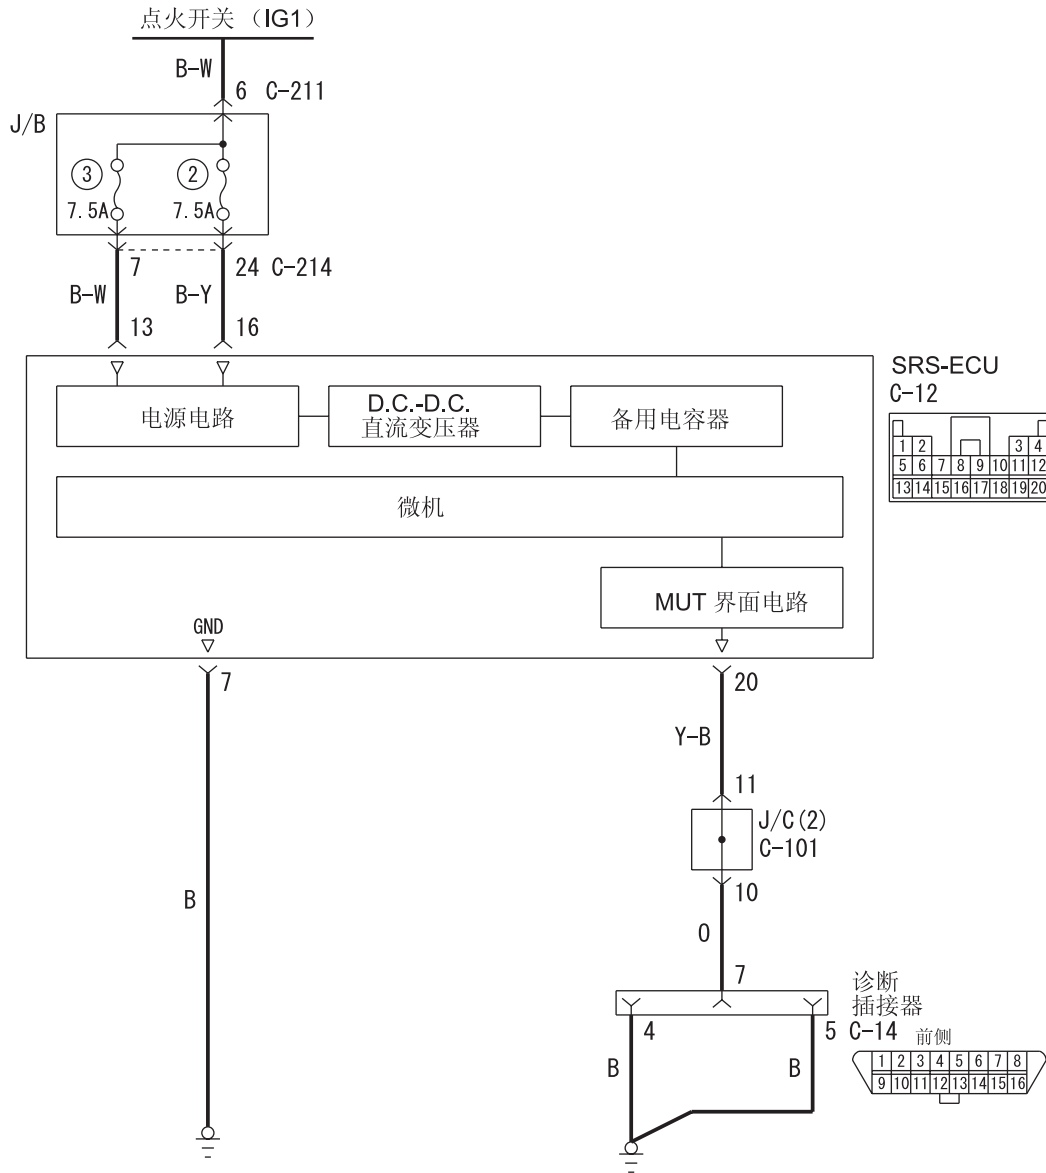 点火开关 (IG1)
B-W
6 C-211
J/B
3
2
7.5A
7.5A
7
24 C-214
B-W
B-Y
13
16
SRS-ECU
C-12
电源电路
D.C.-D.C.
直流变压器
备用电容器
1 2 3 4
5 6 7 8 9 10 11 12
13 14 15 16 17 18 19 20
微机
MUT 界面电路
GND
7
20
Y-B
11
J/C(2)
C-101
10
B
O
7
诊断
插接器
4
5 C-14
前侧
B
B
1 2 3 4 5 6 7 8
9 10 11 12 13 14 15 16